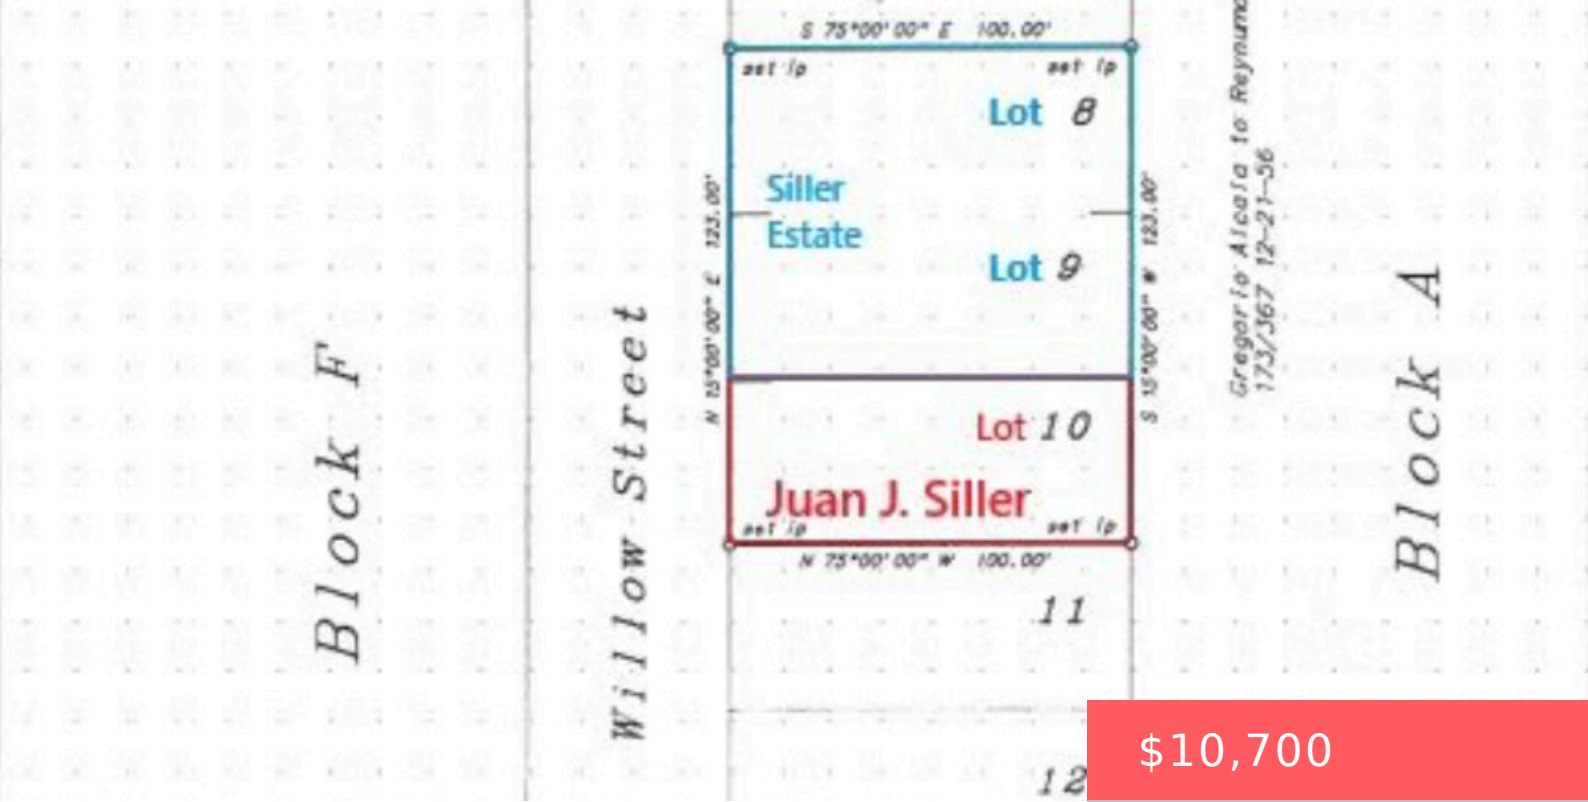 S 75°00'00" E 100.00'
set ip set ip
Lot 8
Siller
Estate
Lot 9
N 15°00'00" E 123.00'
S 15°00'00" W 123.00'
Gregorio Alcala to Reynum
173/367 12-21-56
Block F
Willow Street
Block A
Lot 10
Juan J. Siller
set ip set ip
N 75°00'00" W 100.00'
11
12
$10,700